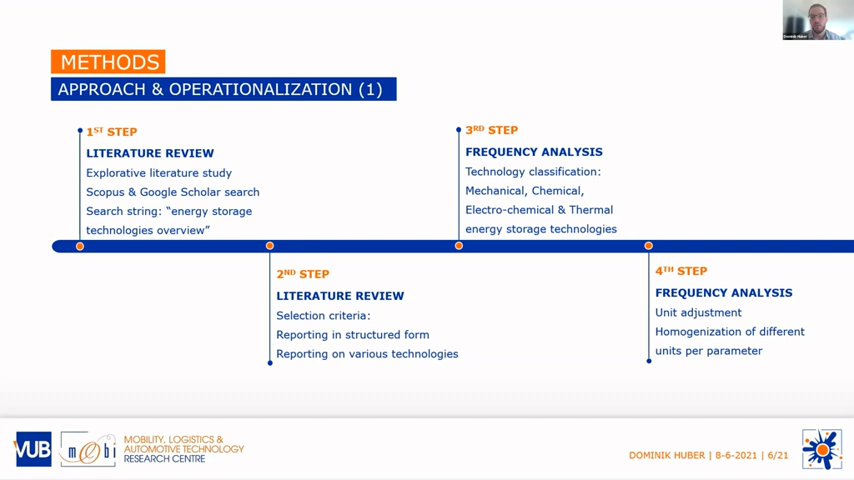 Dominik Huber
METHODS
APPROACH & OPERATIONALIZATION (1)
1ST STEP
LITERATURE REVIEW
Explorative literature study
Scopus & Google Scholar search
Search string: “energy storage
technologies overview”
2ND STEP
LITERATURE REVIEW
Selection criteria:
Reporting in structured form
Reporting on various technologies
3RD STEP
FREQUENCY ANALYSIS
Technology classification:
Mechanical, Chemical,
Electro-chemical & Thermal
energy storage technologies
4TH STEP
FREQUENCY ANALYSIS
Unit adjustment
Homogenization of different
units per parameter
VUB
mobi
MOBILITY, LOGISTICS &
AUTOMOTIVE TECHNOLOGY
RESEARCH CENTRE
DOMINIK HUBER | 8-6-2021 | 6/21